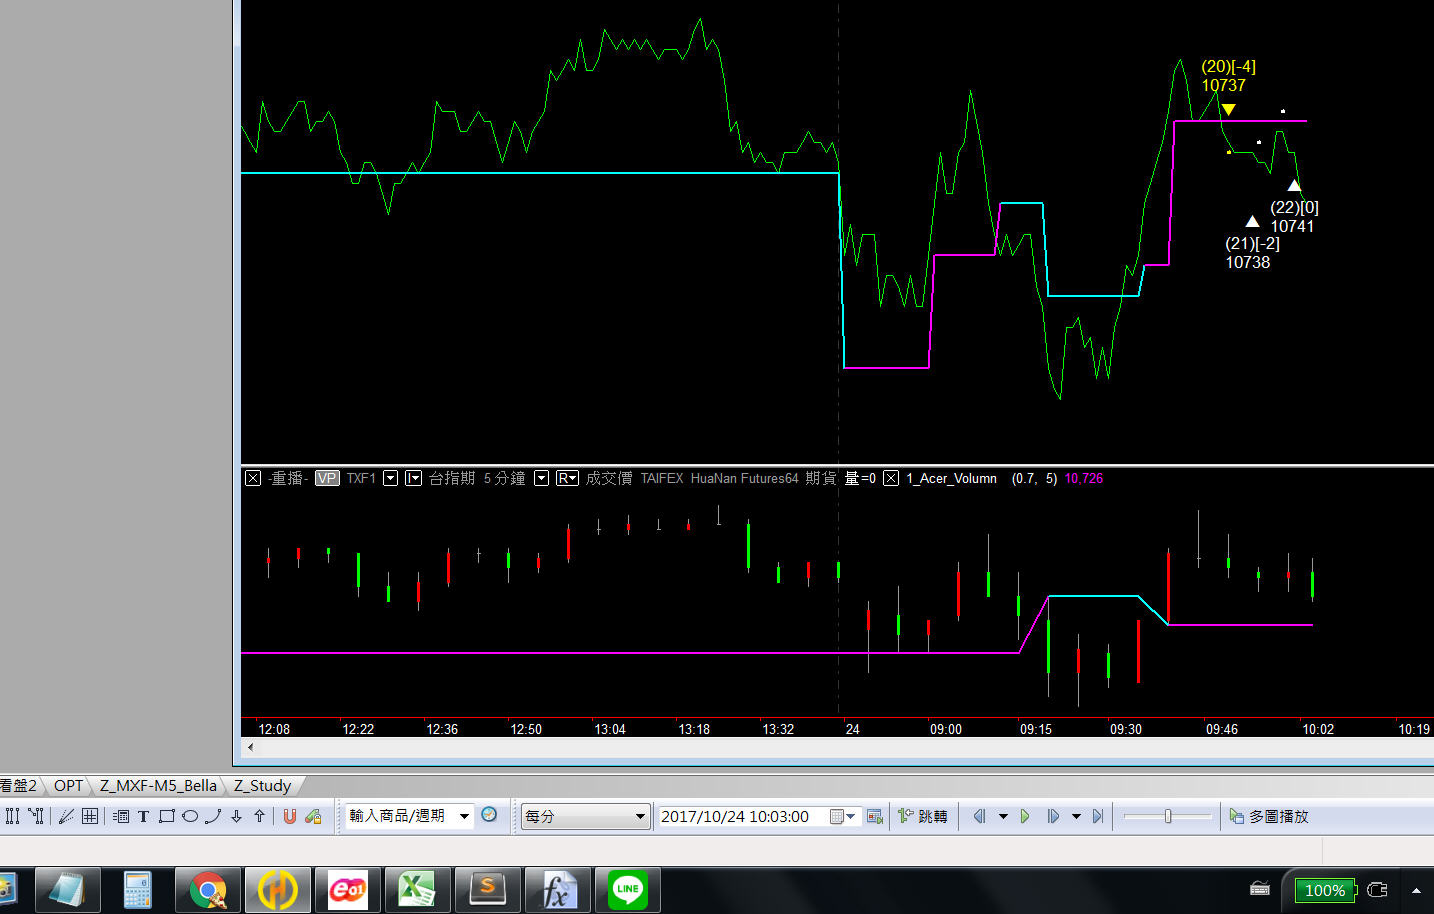 (20)[-4]
10737
(22)[0]
10741
(21)[-2]
10738
-重播- VP TXF1 台指期 5 分鐘 R 成交價 TAIFEX HuaNan Futures64 期貨 量=0 1_Acer_Volumn (0.7, 5) 10,726
12:08 12:22 12:36 12:50 13:04 13:18 13:32 24 09:00 09:15 09:30 09:46 10:02 10:19
看盤2 OPT Z_MXF-M5_Bella Z_Study
T 輸入商品/週期 每分 2017/10/24 10:03:00 跳轉 多圖播放
e01 X S fx LINE 100%